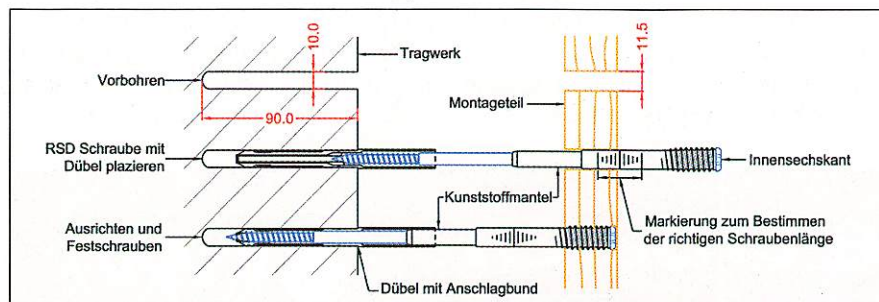 10.0
Tragwerk
11.5
Vorbohren
Montageteil
90.0
RSD Schraube mit
Dübel plazieren
Innensechskant
Kunststoffmantel
Markierung zum Bestimmen
der richtigen Schraubenlänge
Ausrichten und
Festschrauben
Dübel mit Anschlagbund